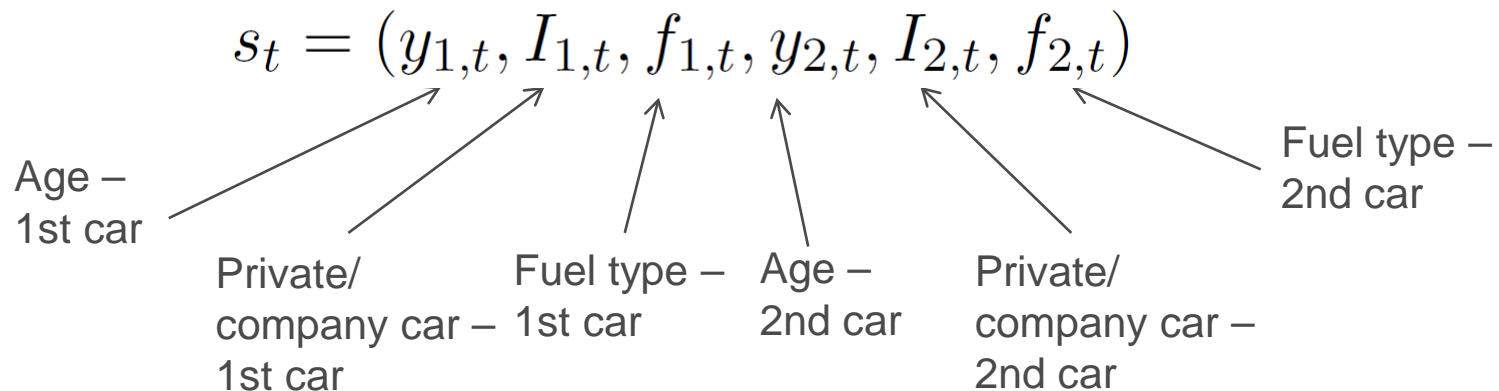 s_t = (y_{1,t}, I_{1,t}, f_{1,t}, y_{2,t}, I_{2,t}, f_{2,t})
Age –
1st car
Private/
company car –
1st car
Fuel type –
1st car
Age –
2nd car
Private/
company car –
2nd car
Fuel type –
2nd car